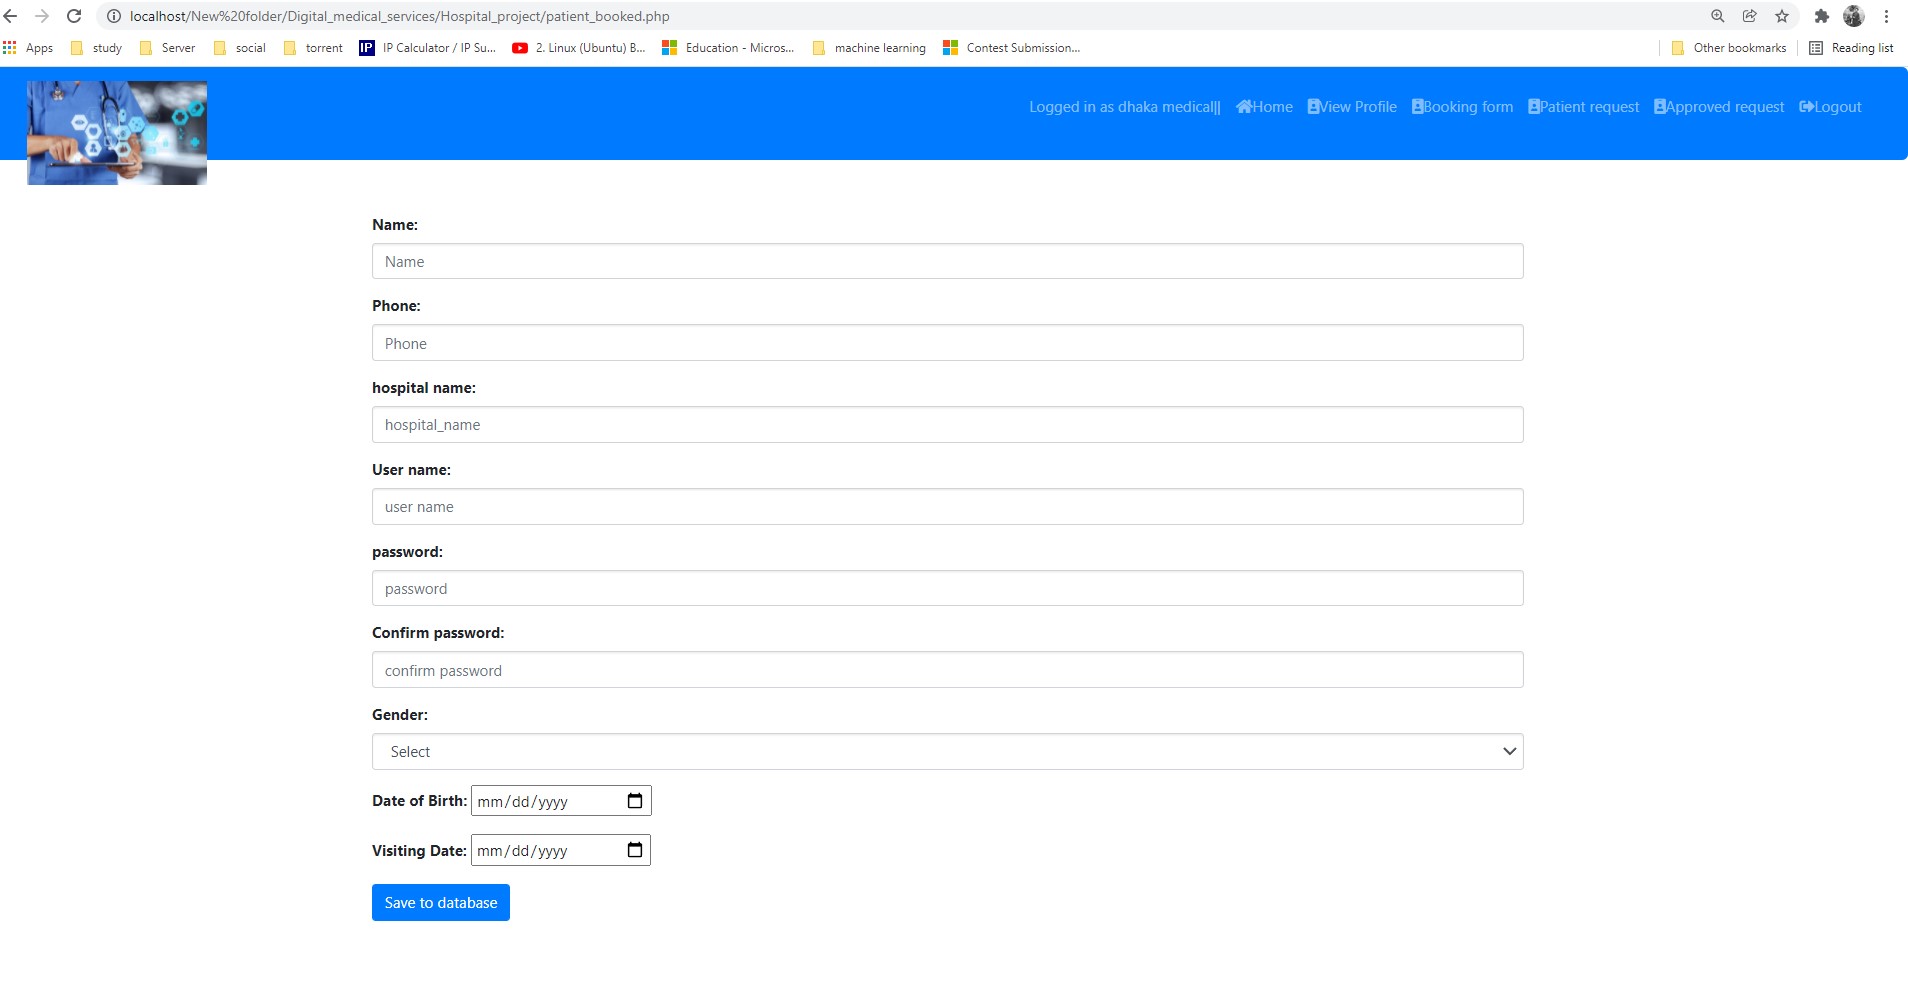 localhost/New%20folder/Digital_medical_services/Hospital_project/patient_booked.php
Apps study Server social torrent IP IP Calculator / IP Su... 2. Linux (Ubuntu) B... Education - Micros... machine learning Contest Submission... Other bookmarks Reading list
Logged in as dhaka medical|| Home View Profile Booking form Patient request Approved request Logout
Name:
Name
Phone:
Phone
hospital name:
hospital_name
User name:
user name
password:
password
Confirm password:
confirm password
Gender:
Select
Date of Birth: mm/dd/yyyy
Visiting Date: mm/dd/yyyy
Save to database